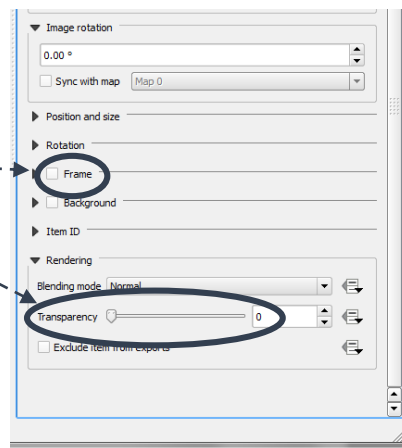 Image rotation
0.00 °
Sync with map Map 0
Position and size
Rotation
Frame
Background
Item ID
Rendering
Blending mode Normal
Transparency 0
Exclude item from exports